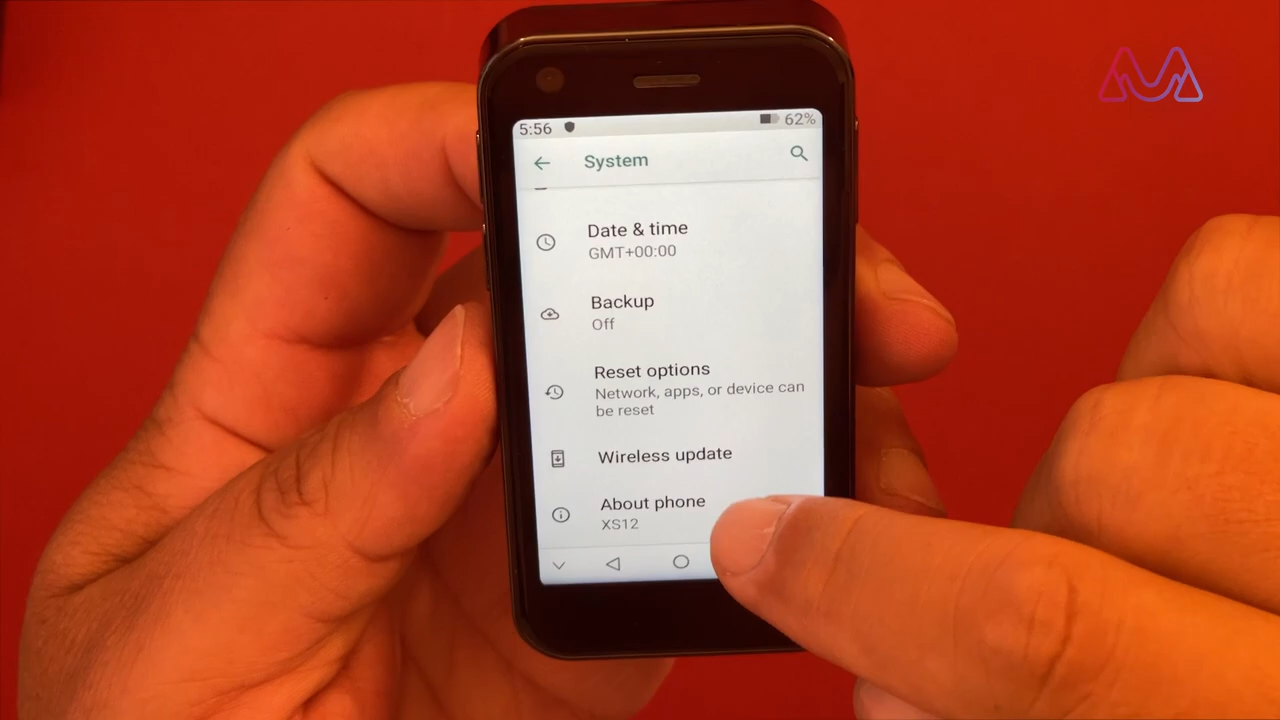 5:56
62%
System
Date & time
GMT+00:00
Backup
Off
Reset options
Network, apps, or device can
be reset
Wireless update
About phone
XS12